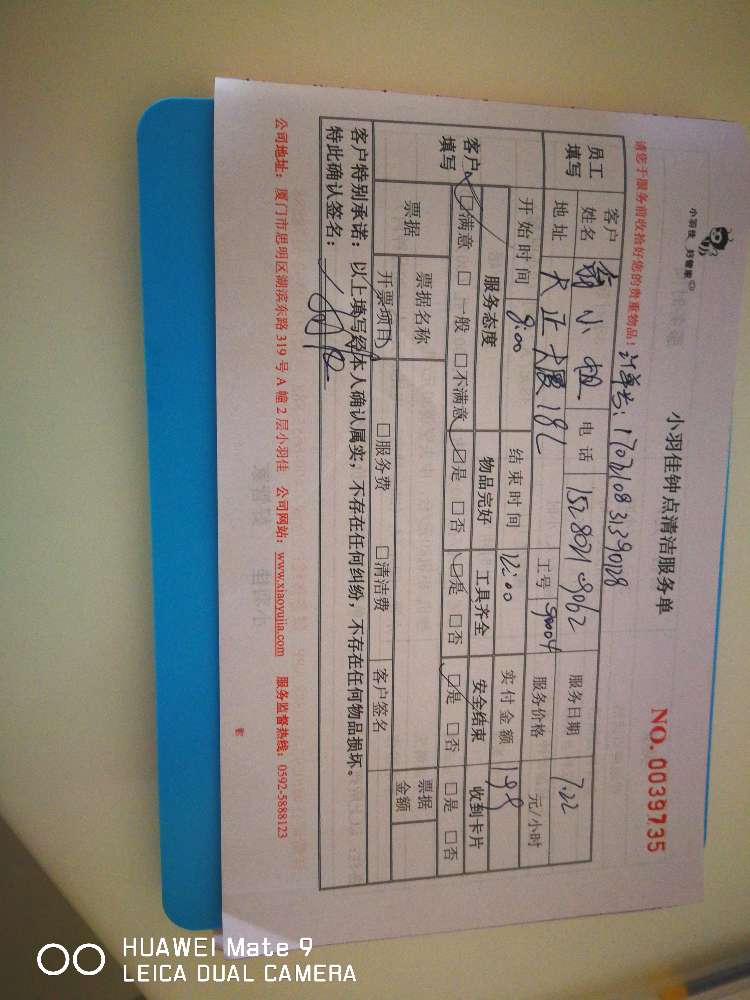 小羽佳 好管家
小羽佳钟点清洁服务单
NO. 0039735
请您于服务前收拾好您的贵重物品!
员工填写
客户姓名 小姐 电话 服务日期 7.22
地址 大正大厦18C 工号 90004 服务价格 元/小时
开始时间 9:00 结束时间 12:00 实付金额
客户填写
服务态度 物品完好 工具齐全 安全结束 收到卡片
☑满意 □一般 □不满意 ☑是 □否 ☑是 □否 ☑是 □否 □是 □否
票据 票据名称 客户签名 票据金额
开票项目 □服务费 □清洁费
客户特别承诺:以上填写经本人确认属实,不存在任何纠纷,不存在任何物品损坏。
特此确认签名:
公司地址:厦门市思明区湖滨东路319号A幢2层小羽佳 公司网站:www.xiaoyujia.com 服务监督热线:0592-5888123
HUAWEI Mate 9
LEICA DUAL CAMERA